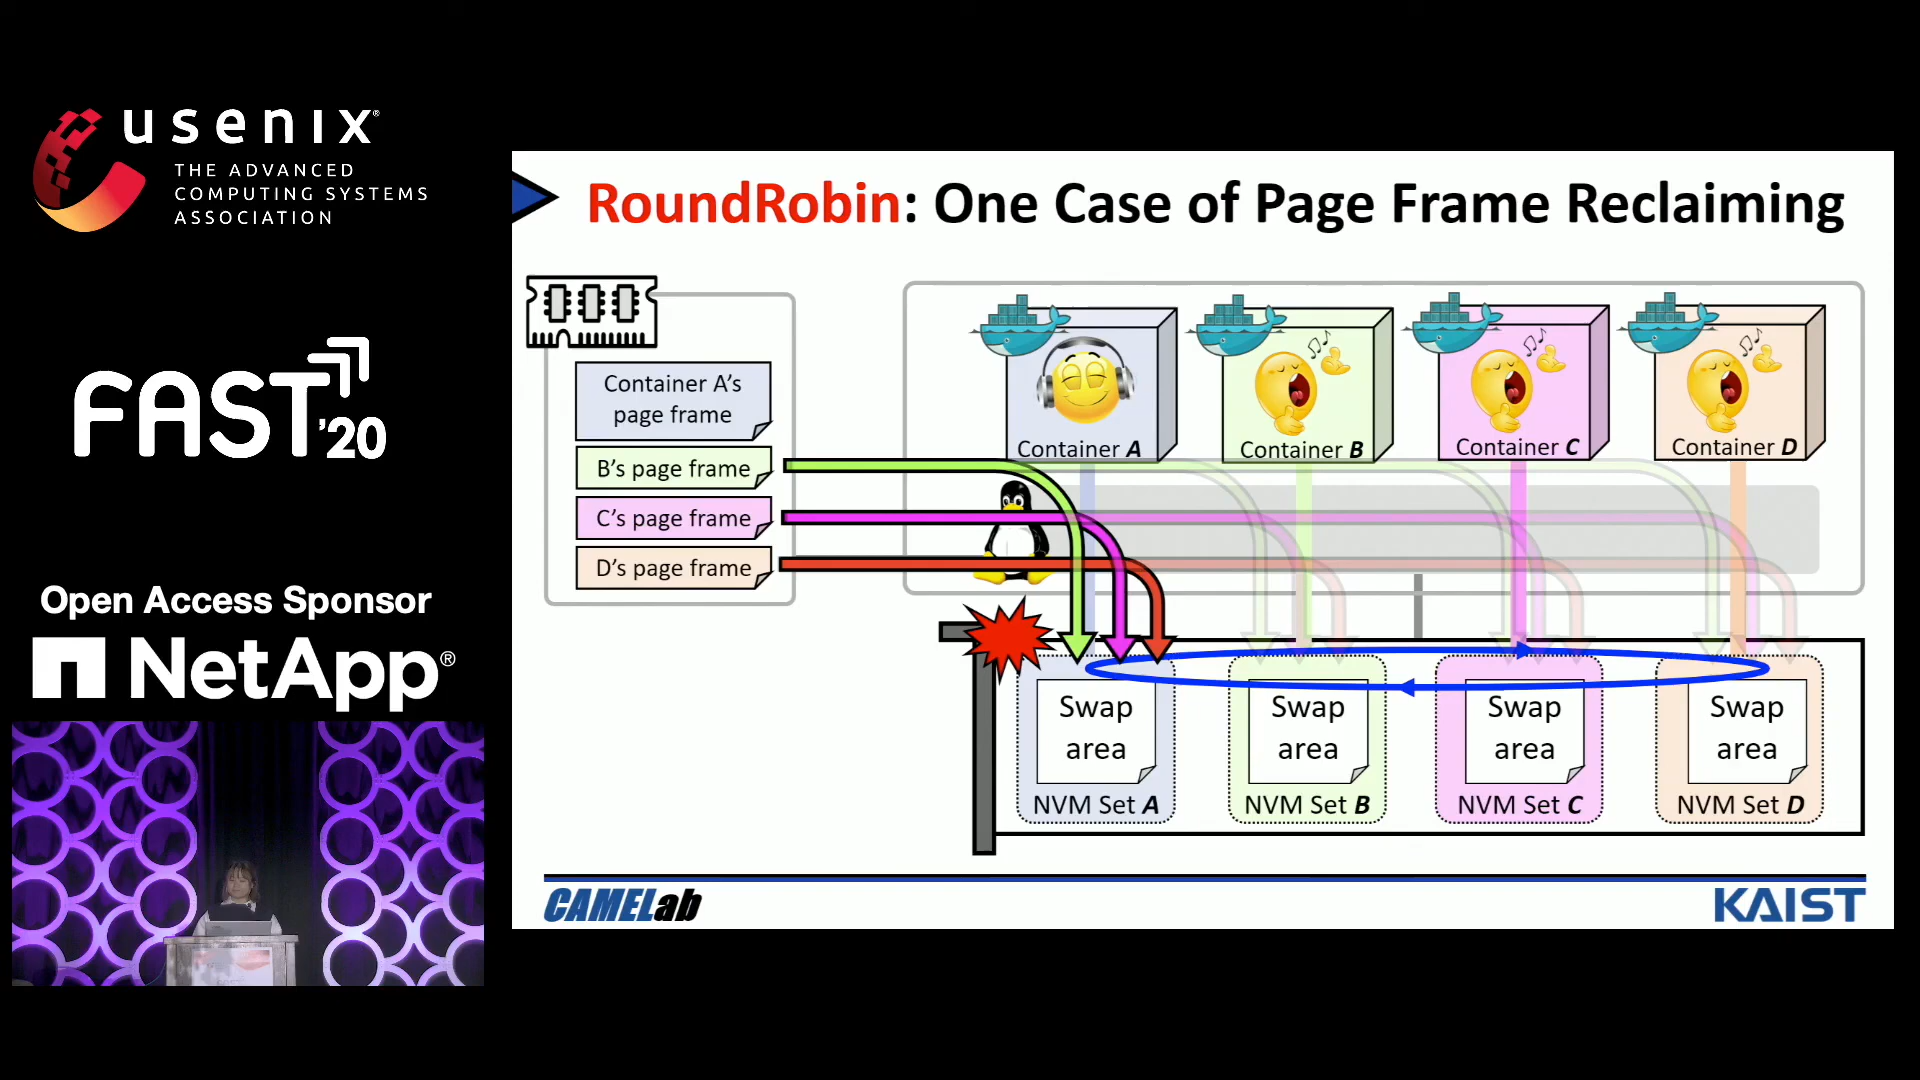 usenix®
THE ADVANCED
COMPUTING SYSTEMS
ASSOCIATION
FAST '20
Open Access Sponsor
NetApp®
RoundRobin: One Case of Page Frame Reclaiming
Container A's
page frame
B's page frame
C's page frame
D's page frame
Container A
Container B
Container C
Container D
Swap
area
NVM Set A
Swap
area
NVM Set B
Swap
area
NVM Set C
Swap
area
NVM Set D
CAMELab
KAIST